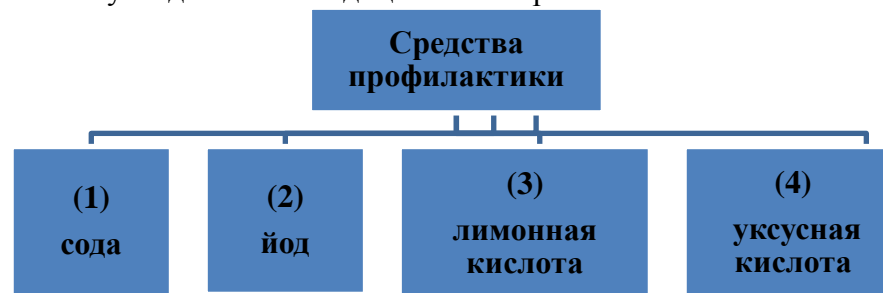 Средства
профилактики
(1)
сода
(2)
йод
(3)
лимонная
кислота
(4)
уксусная
кислота